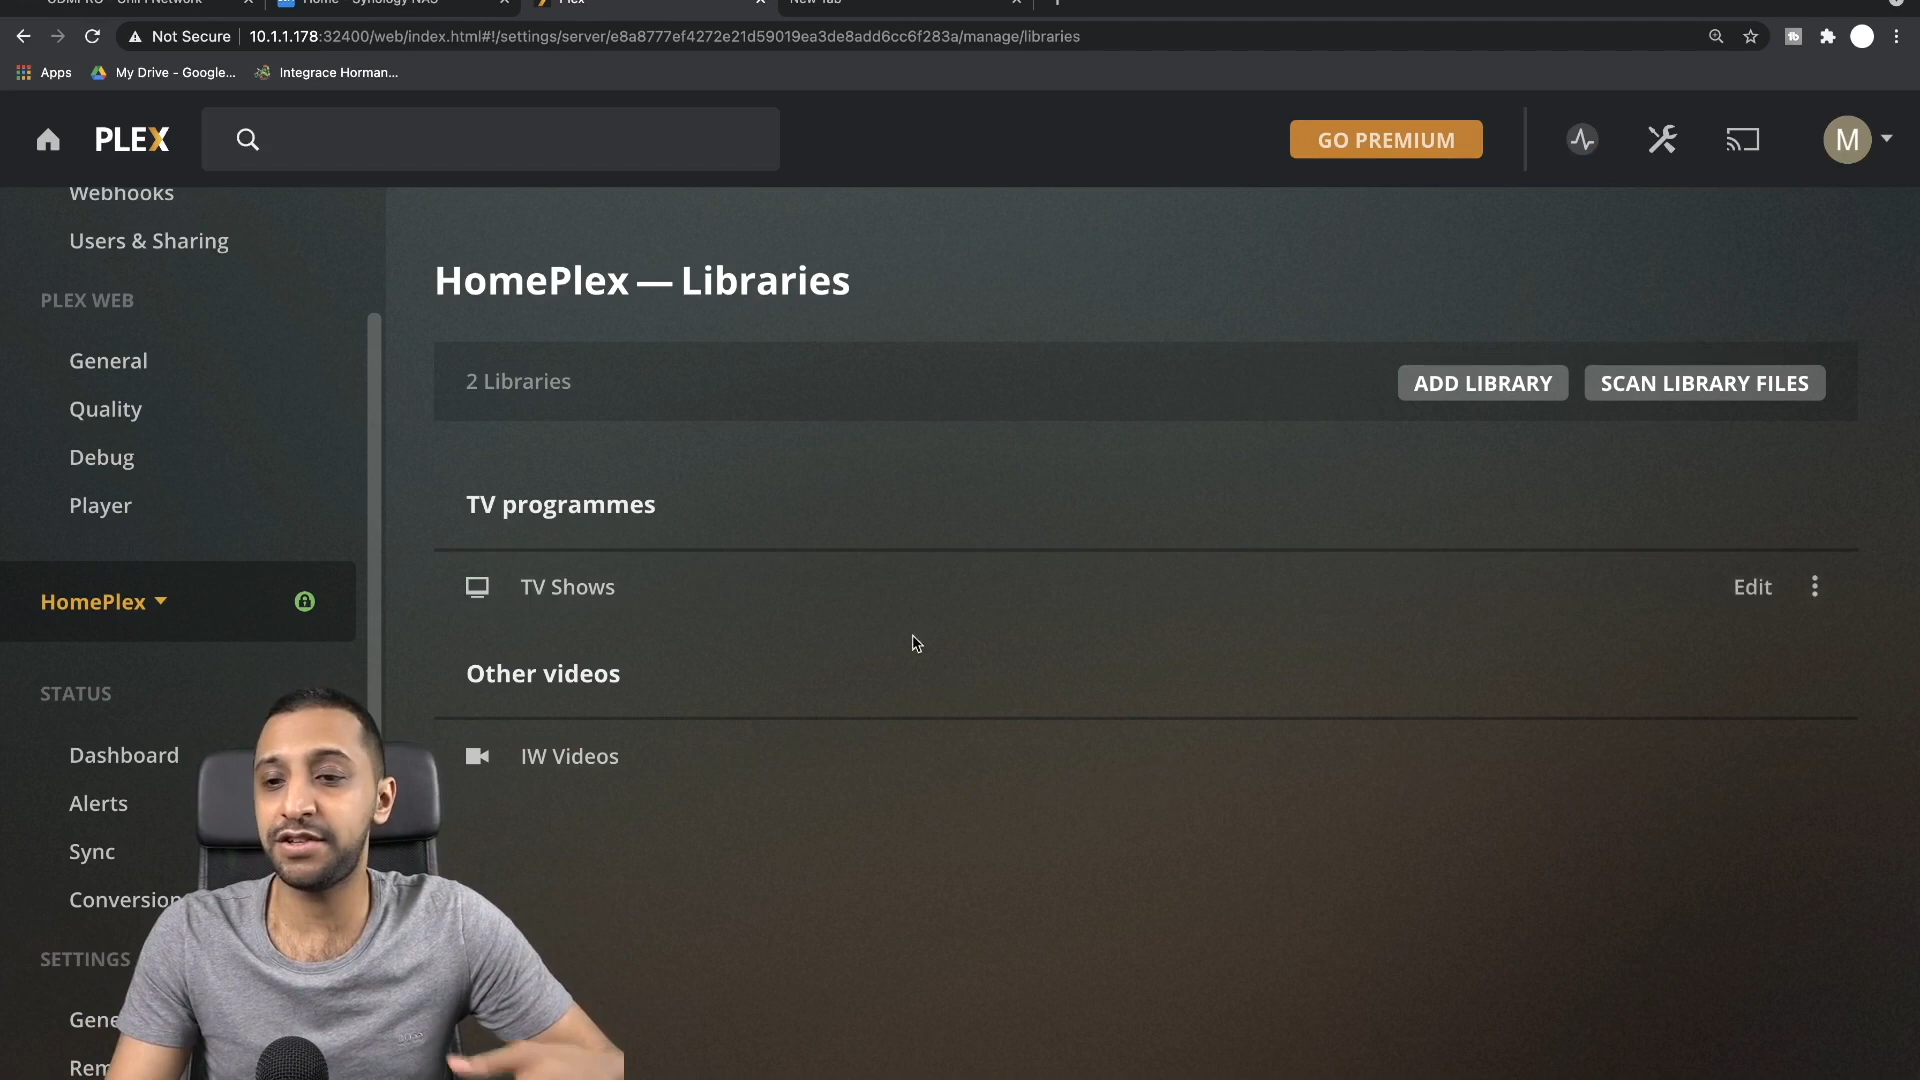 Not Secure 10.1.1.178:32400/web/index.html#!/settings/server/e8a8777ef4272e21d59019ea3de8add6cc6f283a/manage/libraries
Apps My Drive - Google... Integrace Horman...
PLEX GO PREMIUM M
Webhooks
Users & Sharing
PLEX WEB
General
Quality
Debug
Player
HomePlex
STATUS
Dashboard
Alerts
Sync
Conversion
SETTINGS
Gene
Rem
HomePlex — Libraries
2 Libraries ADD LIBRARY SCAN LIBRARY FILES
TV programmes
TV Shows Edit
Other videos
IW Videos